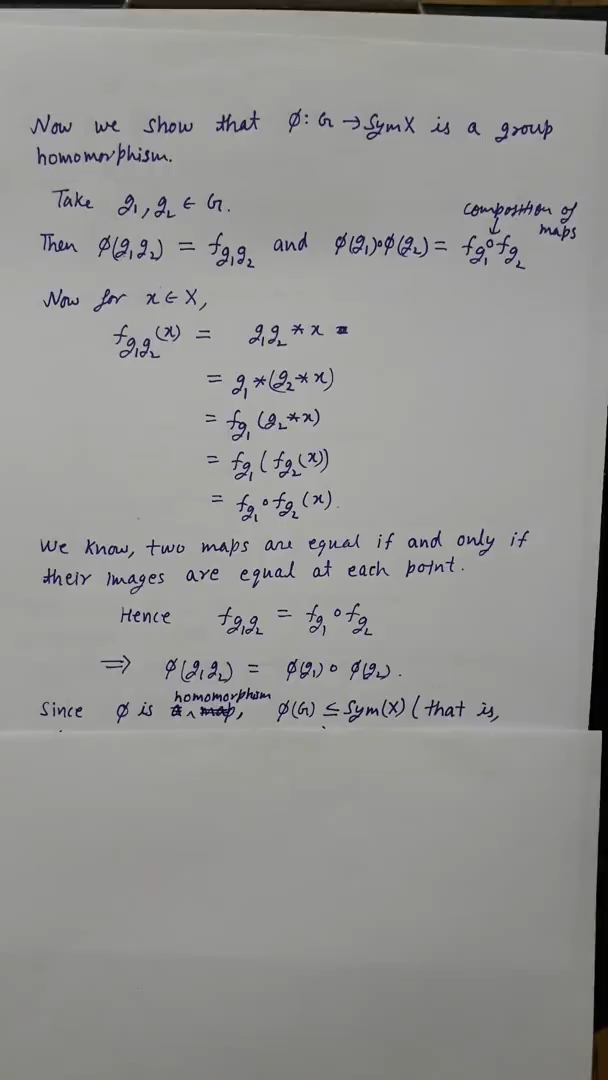 Now we show that φ: G → Sym X is a group
homomorphism.
Take g₁, g₂ ∈ G.
composition of
maps
↓
Then φ(g₁g₂) = f_{g₁g₂} and φ(g₁)∘φ(g₂) = f_{g₁}∘f_{g₂}
Now for x ∈ X,
f_{g₁g₂}(x) = g₁g₂ * x
= g₁*(g₂*x)
= f_{g₁}(g₂*x)
= f_{g₁}(f_{g₂}(x))
= f_{g₁}∘f_{g₂}(x).
We know, two maps are equal if and only if
their images are equal at each point.
Hence f_{g₁g₂} = f_{g₁}∘f_{g₂}
⟹ φ(g₁g₂) = φ(g₁)∘φ(g₂).
Since φ is homomorphism, φ(G) ≤ Sym(X) (that is,